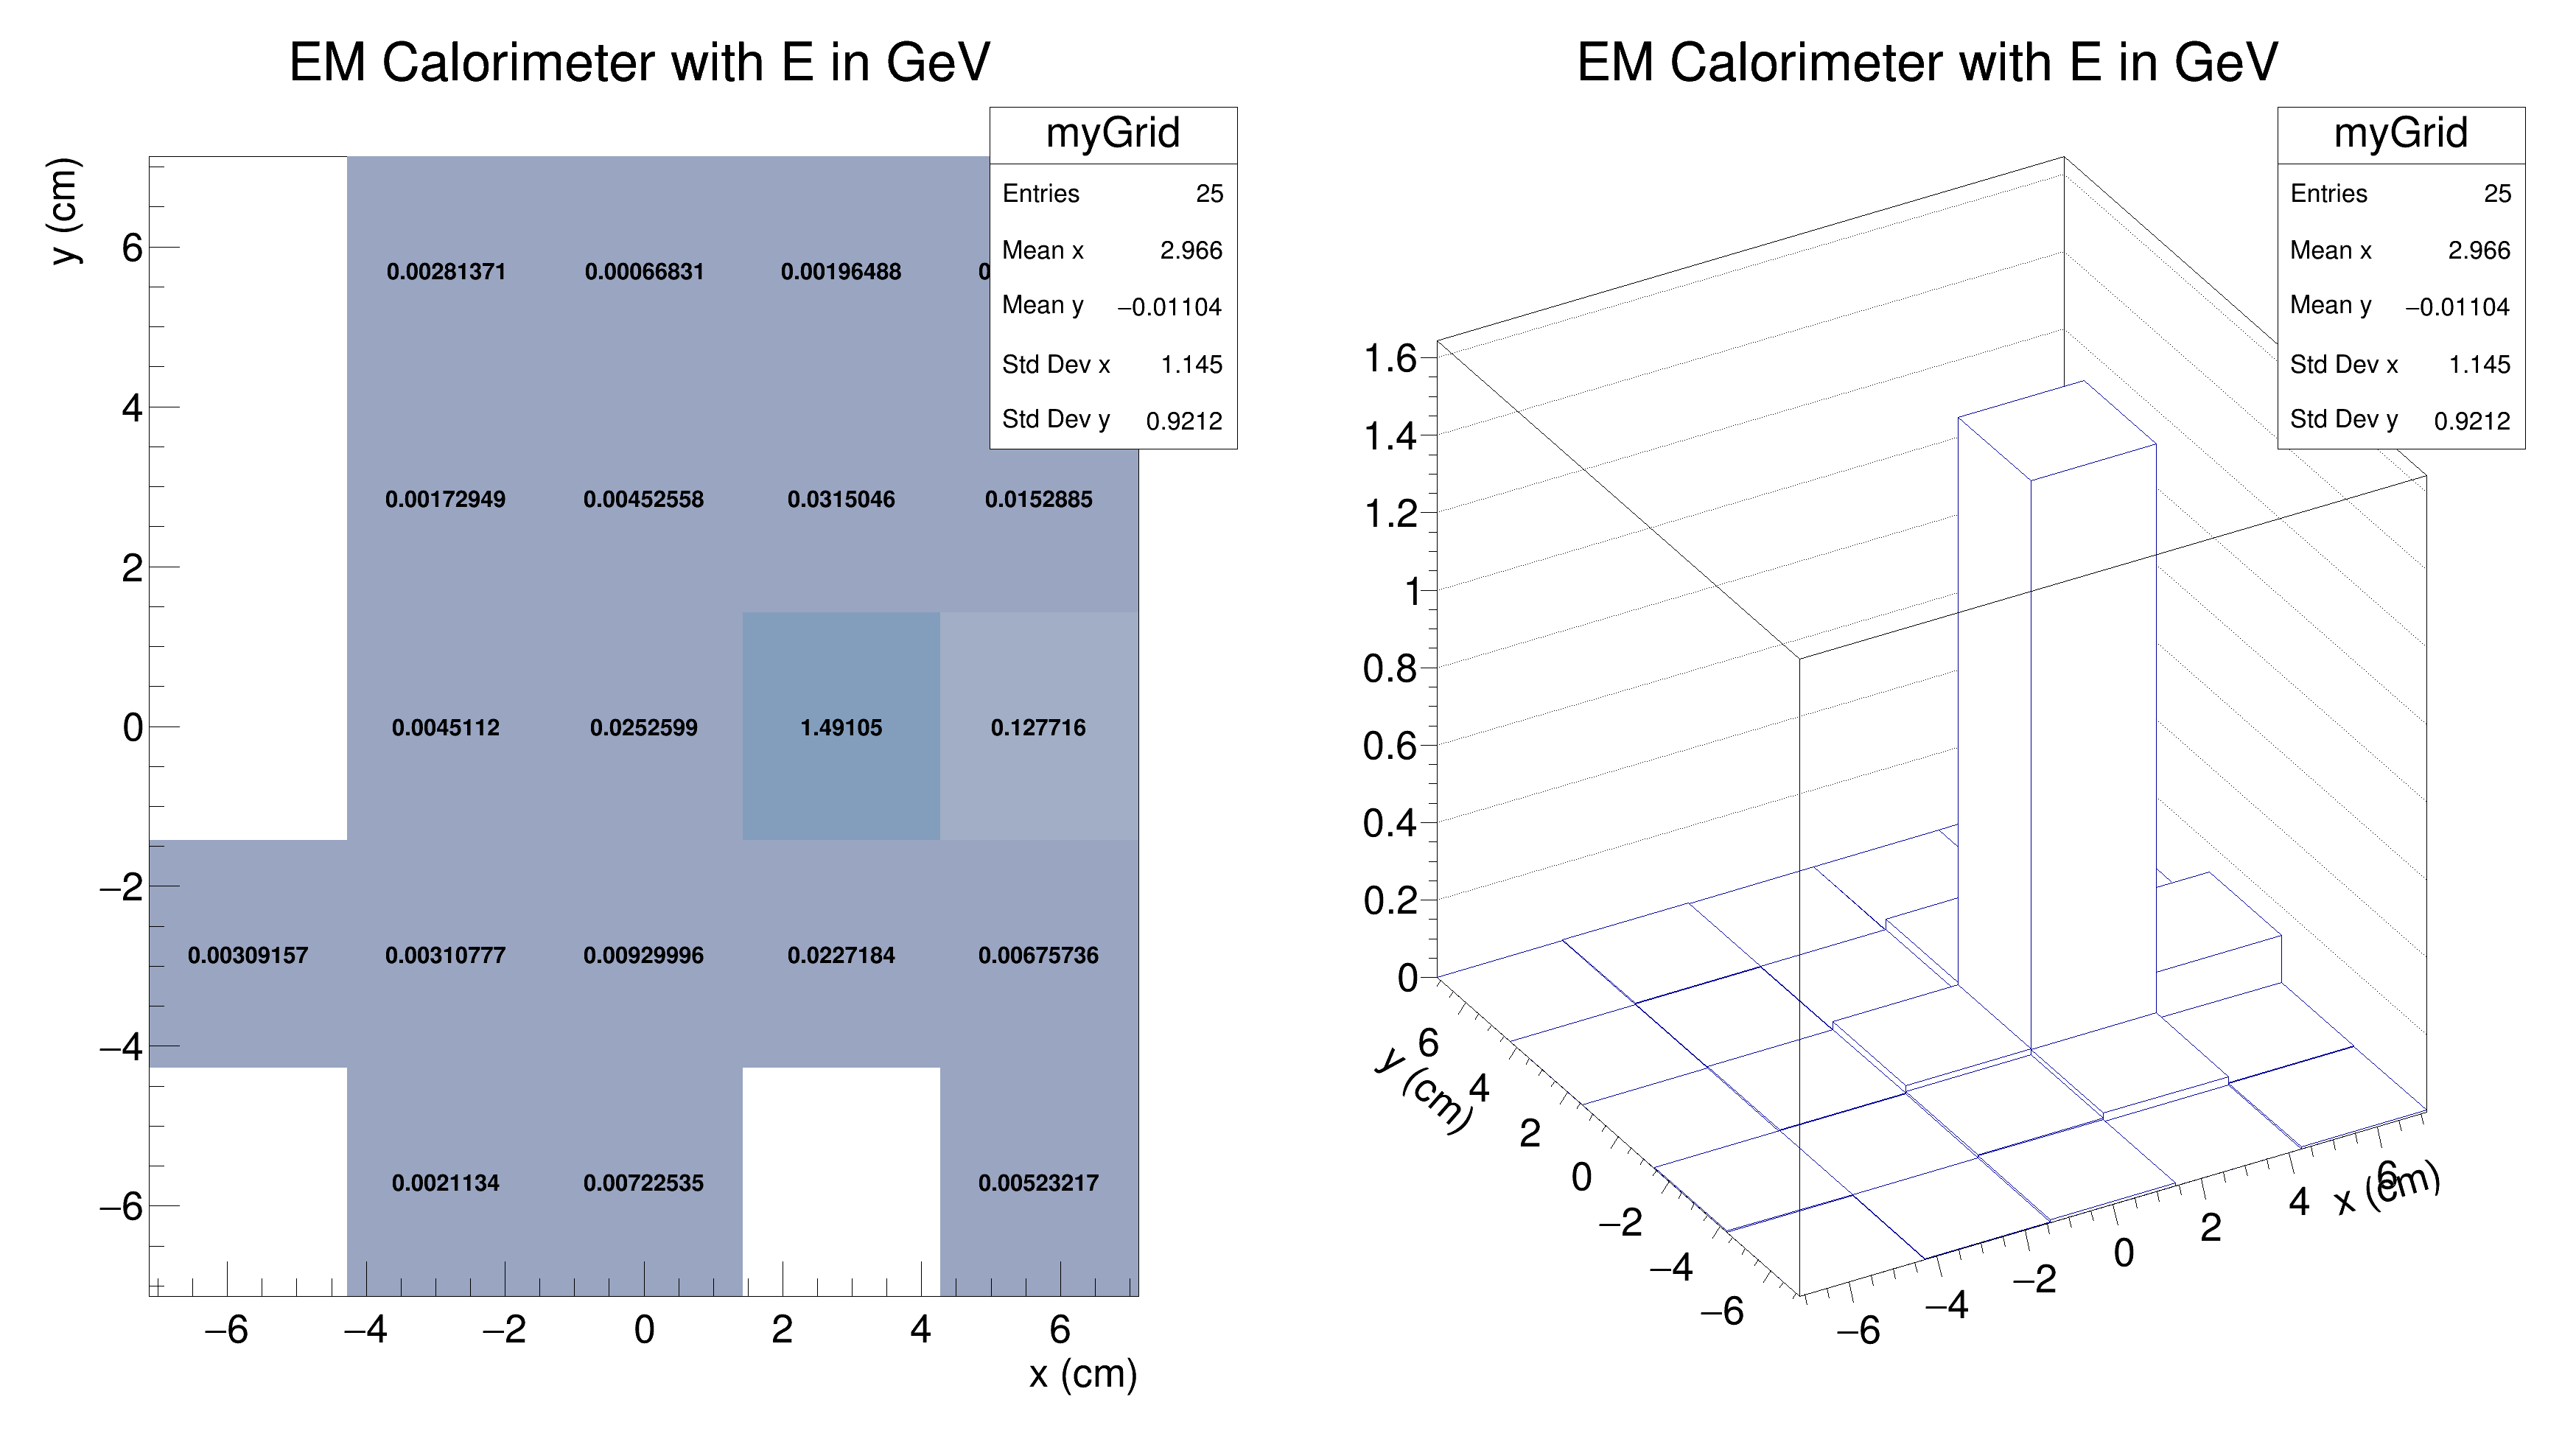 EM Calorimeter with E in GeV
myGrid
Entries 25
Mean x 2.966
Mean y −0.01104
Std Dev x 1.145
Std Dev y 0.9212
y (cm)
6
4
2
0
−2
−4
−6
0.00281371 0.00066831 0.00196488
0.00172949 0.00452558 0.0315046 0.0152885
0.0045112 0.0252599 1.49105 0.127716
0.00309157 0.00310777 0.00929996 0.0227184 0.00675736
0.0021134 0.00722535 0.00523217
−6 −4 −2 0 2 4 6
x (cm)
EM Calorimeter with E in GeV
myGrid
Entries 25
Mean x 2.966
Mean y −0.01104
Std Dev x 1.145
Std Dev y 0.9212
1.6
1.4
1.2
1
0.8
0.6
0.4
0.2
0
y (cm)
6
4
2
0
−2
−4
−6
−6 −4 −2 0 2 4 6
x (cm)